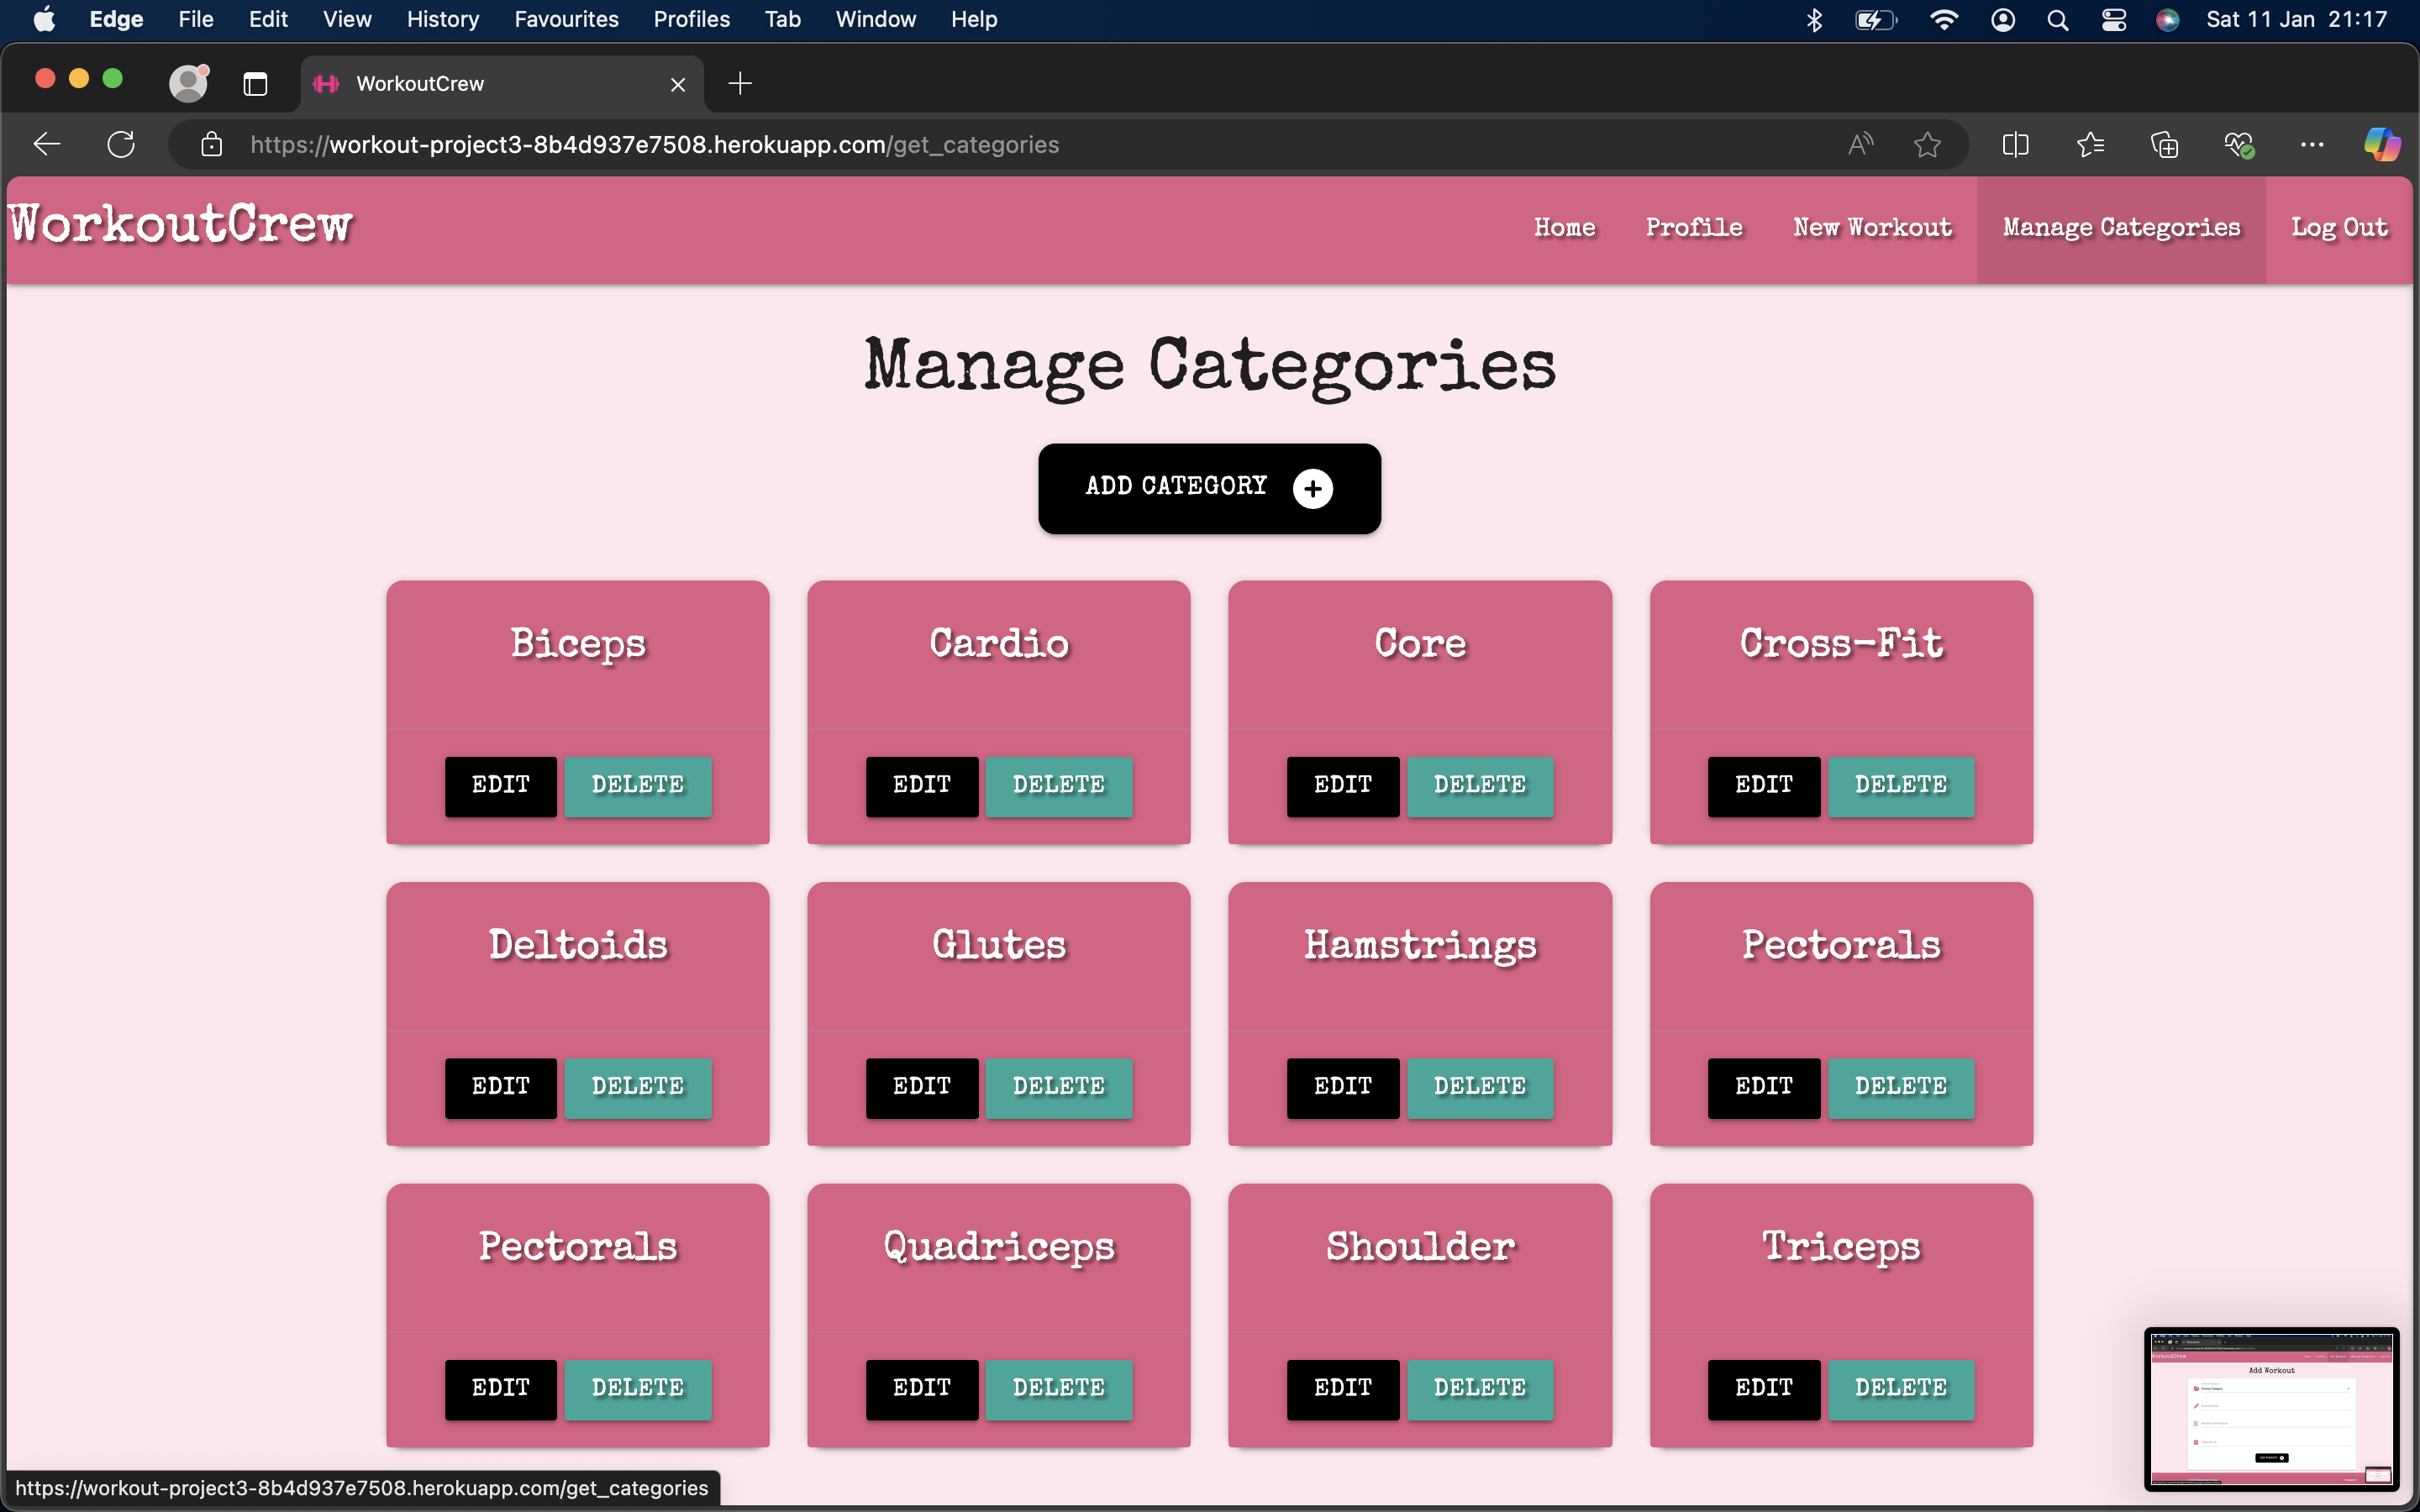 Edge File Edit View History Favourites Profiles Tab Window Help Sat 11 Jan 21:17
WorkoutCrew
https://workout-project3-8b4d937e7508.herokuapp.com/get_categories
WorkoutCrew Home Profile New Workout Manage Categories Log Out
Manage Categories
ADD CATEGORY
Biceps Cardio Core Cross-Fit
EDIT DELETE EDIT DELETE EDIT DELETE EDIT DELETE
Deltoids Glutes Hamstrings Pectorals
EDIT DELETE EDIT DELETE EDIT DELETE EDIT DELETE
Pectorals Quadriceps Shoulder Triceps
EDIT DELETE EDIT DELETE EDIT DELETE EDIT DELETE
Add Workout
https://workout-project3-8b4d937e7508.herokuapp.com/get_categories